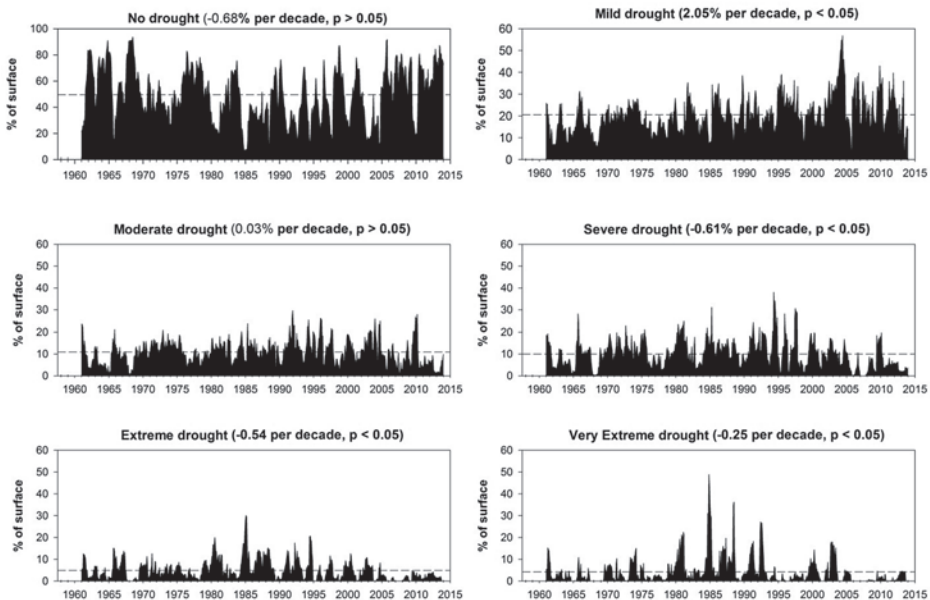 No drought (-0.68% per decade, p > 0.05)
% of surface
100
80
60
40
20
0
1960 1965 1970 1975 1980 1985 1990 1995 2000 2005 2010 2015
Mild drought (2.05% per decade, p < 0.05)
% of surface
60
50
40
30
20
10
0
1960 1965 1970 1975 1980 1985 1990 1995 2000 2005 2010 2015
Moderate drought (0.03% per decade, p > 0.05)
% of surface
60
50
40
30
20
10
0
1960 1965 1970 1975 1980 1985 1990 1995 2000 2005 2010 2015
Severe drought (-0.61% per decade, p < 0.05)
% of surface
60
50
40
30
20
10
0
1960 1965 1970 1975 1980 1985 1990 1995 2000 2005 2010 2015
Extreme drought (-0.54 per decade, p < 0.05)
% of surface
60
50
40
30
20
10
0
1960 1965 1970 1975 1980 1985 1990 1995 2000 2005 2010 2015
Very Extreme drought (-0.25 per decade, p < 0.05)
% of surface
60
50
40
30
20
10
0
1960 1965 1970 1975 1980 1985 1990 1995 2000 2005 2010 2015